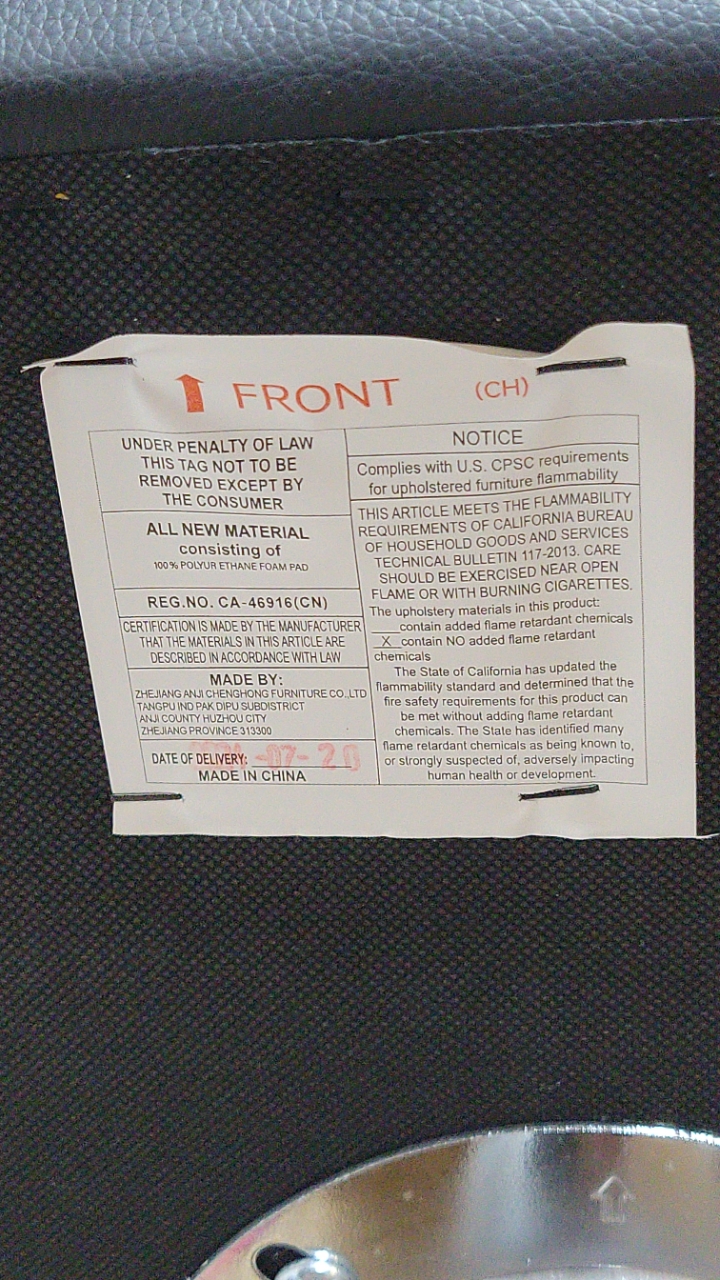 FRONT (CH)
UNDER PENALTY OF LAW
THIS TAG NOT TO BE
REMOVED EXCEPT BY
THE CONSUMER
ALL NEW MATERIAL
consisting of
100% POLYUR ETHANE FOAM PAD
REG.NO. CA-46916(CN)
CERTIFICATION IS MADE BY THE MANUFACTURER
THAT THE MATERIALS IN THIS ARTICLE ARE
DESCRIBED IN ACCORDANCE WITH LAW
MADE BY:
ZHEJIANG ANJI CHENGHONG FURNITURE CO.,LTD
TANGPU IND PAK DIPU SUBDISTRICT
ANJI COUNTY HUZHOU CITY
ZHEJIANG PROVINCE 313300
DATE OF DELIVERY: -07-20
MADE IN CHINA
NOTICE
Complies with U.S. CPSC requirements
for upholstered furniture flammability
THIS ARTICLE MEETS THE FLAMMABILITY
REQUIREMENTS OF CALIFORNIA BUREAU
OF HOUSEHOLD GOODS AND SERVICES
TECHNICAL BULLETIN 117-2013. CARE
SHOULD BE EXERCISED NEAR OPEN
FLAME OR WITH BURNING CIGARETTES.
The upholstery materials in this product:
____contain added flame retardant chemicals
_X_contain NO added flame retardant
chemicals
The State of California has updated the
flammability standard and determined that the
fire safety requirements for this product can
be met without adding flame retardant
chemicals. The State has identified many
flame retardant chemicals as being known to,
or strongly suspected of, adversely impacting
human health or development.